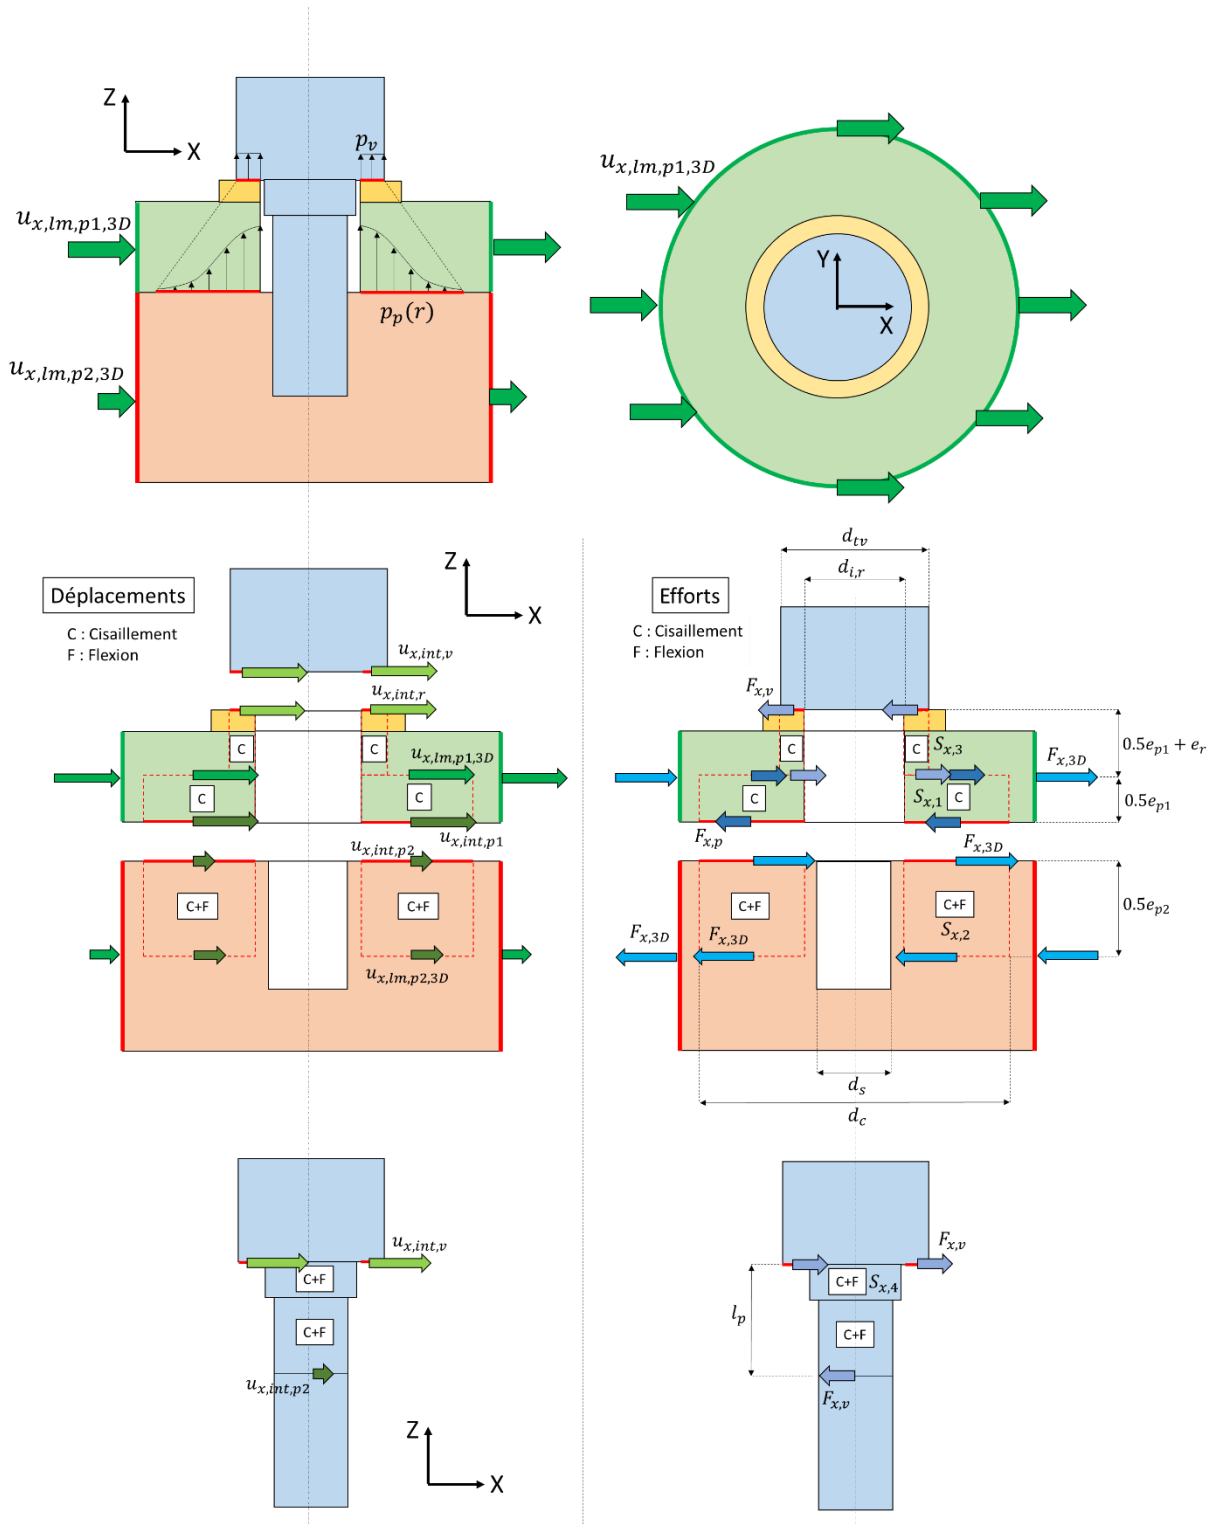 Z
X
p_v
u_{x,lm,p1,3D}
p_p(r)
u_{x,lm,p2,3D}
u_{x,lm,p1,3D}
Y
X
Déplacements
C : Cisaillement
F : Flexion
Z
X
u_{x,int,v}
u_{x,int,r}
C
C
u_{x,lm,p1,3D}
C
C
u_{x,int,p1}
u_{x,int,p2}
C+F
C+F
u_{x,lm,p2,3D}
u_{x,int,v}
C+F
C+F
u_{x,int,p2}
Z
X
Efforts
C : Cisaillement
F : Flexion
d_{tv}
d_{i,r}
F_{x,v}
C
C
S_{x,3}
0.5e_{p1} + e_r
F_{x,3D}
C
S_{x,1}
C
0.5e_{p1}
F_{x,p}
F_{x,3D}
C+F
C+F
0.5e_{p2}
F_{x,3D}
F_{x,3D}
S_{x,2}
d_s
d_c
F_{x,v}
C+F
S_{x,4}
l_p
C+F
F_{x,v}